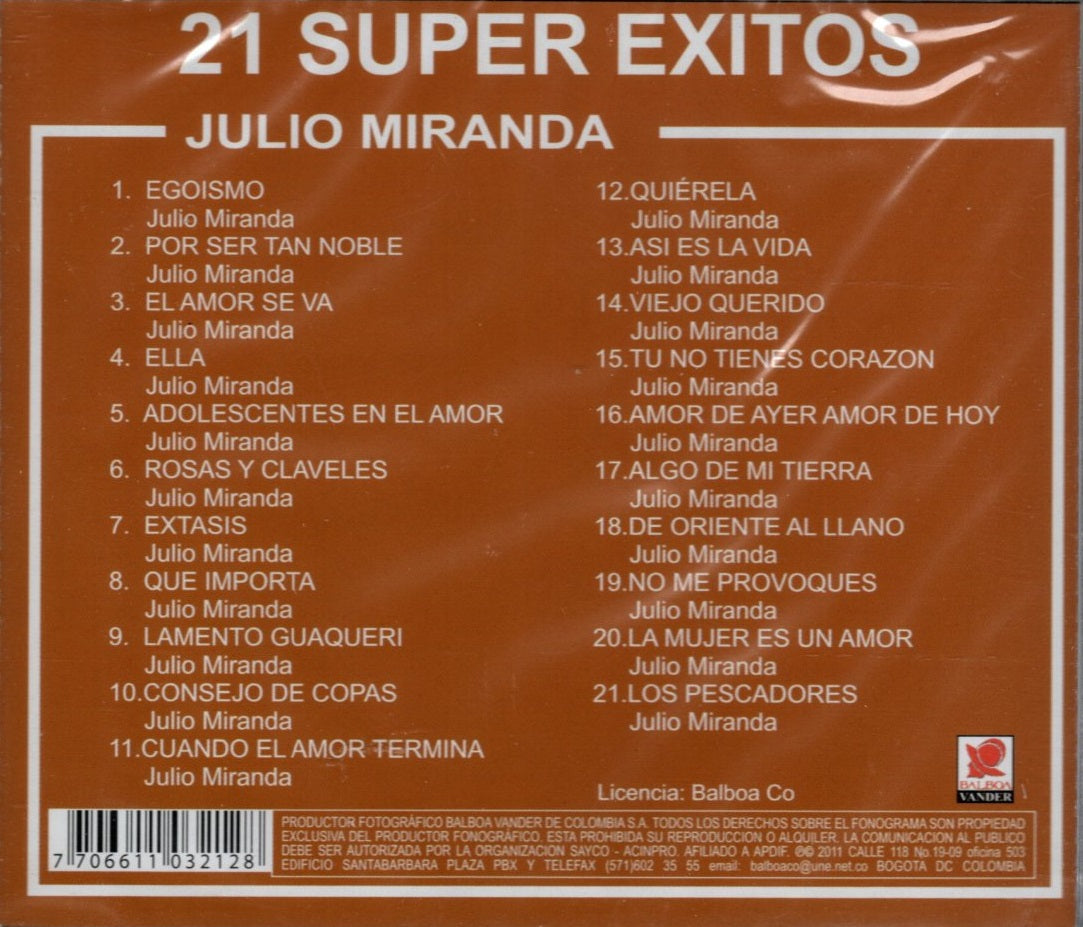 21 SUPER EXITOS
JULIO MIRANDA
1. EGOISMO
Julio Miranda
2. POR SER TAN NOBLE
Julio Miranda
3. EL AMOR SE VA
Julio Miranda
4. ELLA
Julio Miranda
5. ADOLESCENTES EN EL AMOR
Julio Miranda
6. ROSAS Y CLAVELES
Julio Miranda
7. EXTASIS
Julio Miranda
8. QUE IMPORTA
Julio Miranda
9. LAMENTO GUAQUERI
Julio Miranda
10.CONSEJO DE COPAS
Julio Miranda
11.CUANDO EL AMOR TERMINA
Julio Miranda
12.QUIÉRELA
Julio Miranda
13.ASI ES LA VIDA
Julio Miranda
14.VIEJO QUERIDO
Julio Miranda
15.TU NO TIENES CORAZON
Julio Miranda
16.AMOR DE AYER AMOR DE HOY
Julio Miranda
17.ALGO DE MI TIERRA
Julio Miranda
18.DE ORIENTE AL LLANO
Julio Miranda
19.NO ME PROVOQUES
Julio Miranda
20.LA MUJER ES UN AMOR
Julio Miranda
21.LOS PESCADORES
Julio Miranda
Licencia: Balboa Co
BALBOA
VANDER
7 706611 032128
PRODUCTOR FOTOGRÁFICO BALBOA VANDER DE COLOMBIA S.A. TODOS LOS DERECHOS SOBRE EL FONOGRAMA SON PROPIEDAD
EXCLUSIVA DEL PRODUCTOR FONOGRÁFICO. ESTA PROHIBIDA SU REPRODUCCION O ALQUILER. LA COMUNICACION AL PUBLICO
DEBE SER AUTORIZADA POR LA ORGANIZACION SAYCO - ACINPRO. AFILIADO A APDIF. ℗© 2011 CALLE 118 No.19-09 oficina 503
EDIFICIO SANTABARBARA PLAZA PBX Y TELEFAX (571)602 35 55 email: balboaco@une.net.co BOGOTA DC COLOMBIA